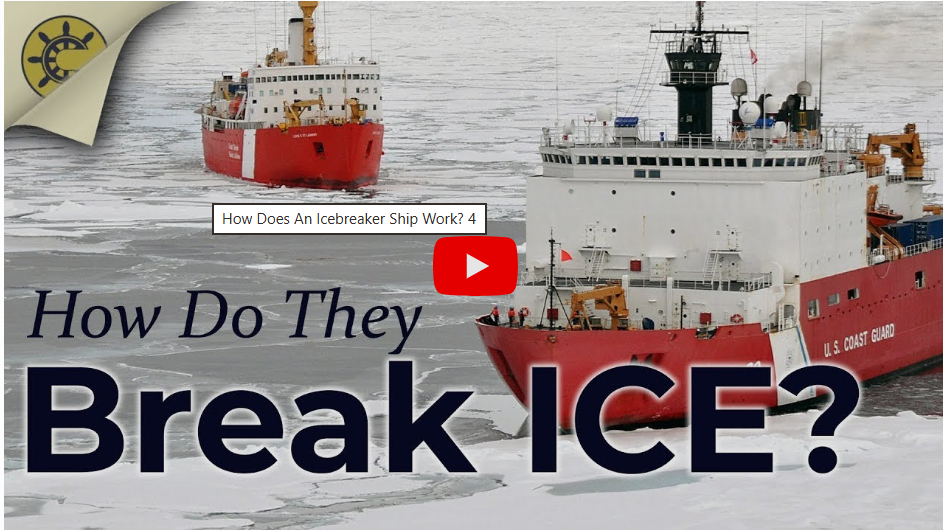 How Does An Icebreaker Ship Work? 4
How Do They
Break ICE?
U. S. COAST GUARD